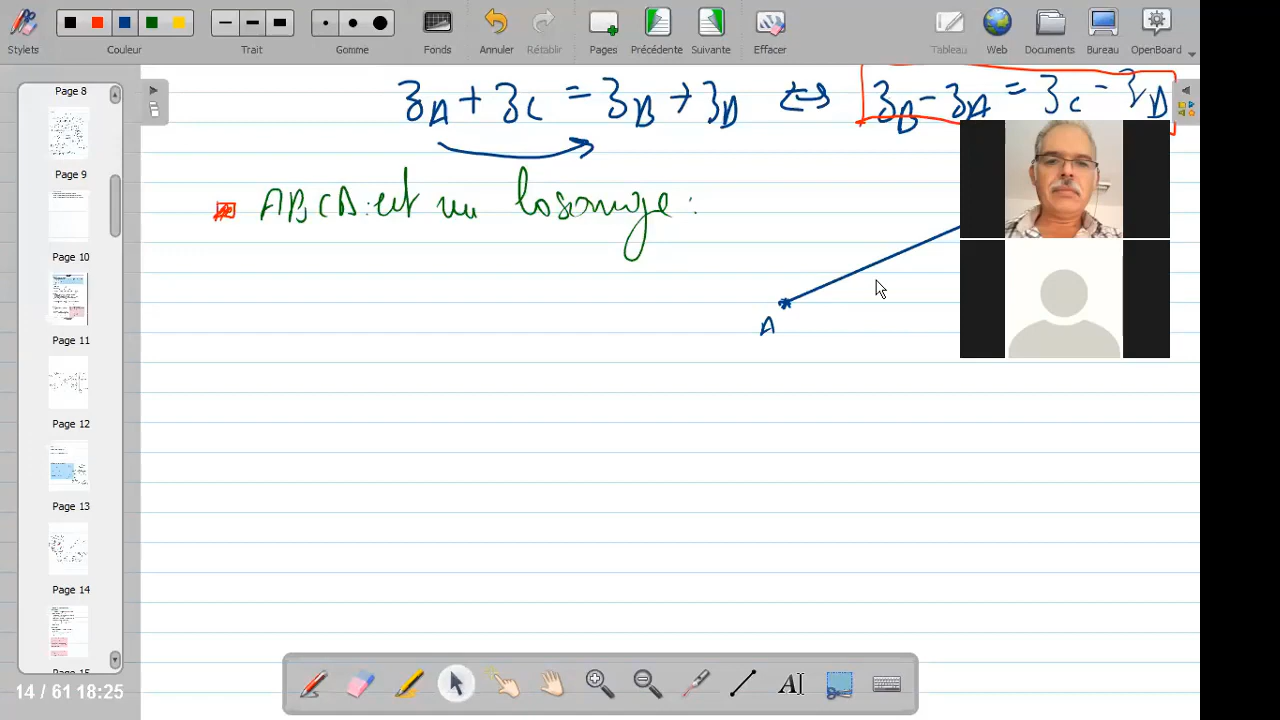 Stylets Couleur Trait Gomme Fonds Annuler Rétablir Pages Précédente Suivante Effacer Tableau Web Documents Bureau OpenBoard
Page 8
Page 9
Page 10
Page 11
Page 12
Page 13
Page 14
14 / 61 18:25
zA + zC = zB + zD ⇔ zB - zA = zC - zD
ABCD: est un losange :
A